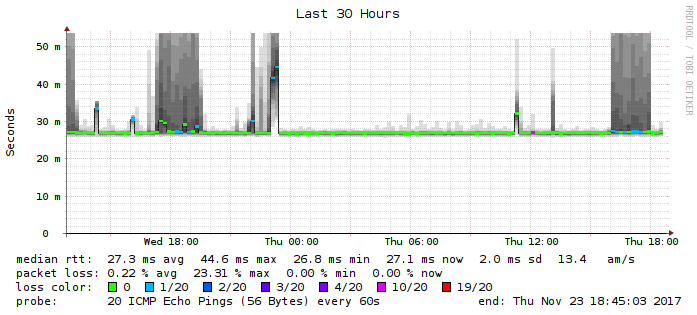 Last 30 Hours
RRDTOOL / TOBI OETIKER
Seconds
50 m
40 m
30 m
20 m
10 m
0
Wed 18:00 Thu 00:00 Thu 06:00 Thu 12:00 Thu 18:00
median rtt: 27.3 ms avg 44.6 ms max 26.8 ms min 27.1 ms now 2.0 ms sd 13.4 am/s
packet loss: 0.22 % avg 23.31 % max 0.00 % min 0.00 % now
loss color: 0 1/20 2/20 3/20 4/20 10/20 19/20
probe: 20 ICMP Echo Pings (56 Bytes) every 60s end: Thu Nov 23 18:45:03 2017